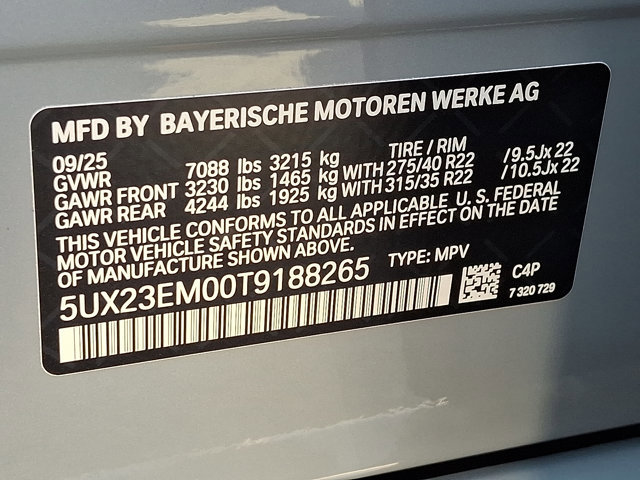 MFD BY BAYERISCHE MOTOREN WERKE AG
09/25 TIRE / RIM
GVWR 7088 lbs 3215 kg
GAWR FRONT 3230 lbs 1465 kg WITH 275/40 R22 /9.5Jx 22
GAWR REAR 4244 lbs 1925 kg WITH 315/35 R22 /10.5Jx 22
THIS VEHICLE CONFORMS TO ALL APPLICABLE U. S. FEDERAL
MOTOR VEHICLE SAFETY STANDARDS IN EFFECT ON THE DATE
OF MANUFACTURE SHOWN ABOVE.
5UX23EM00T9188265 TYPE: MPV
C4P
7 320 729